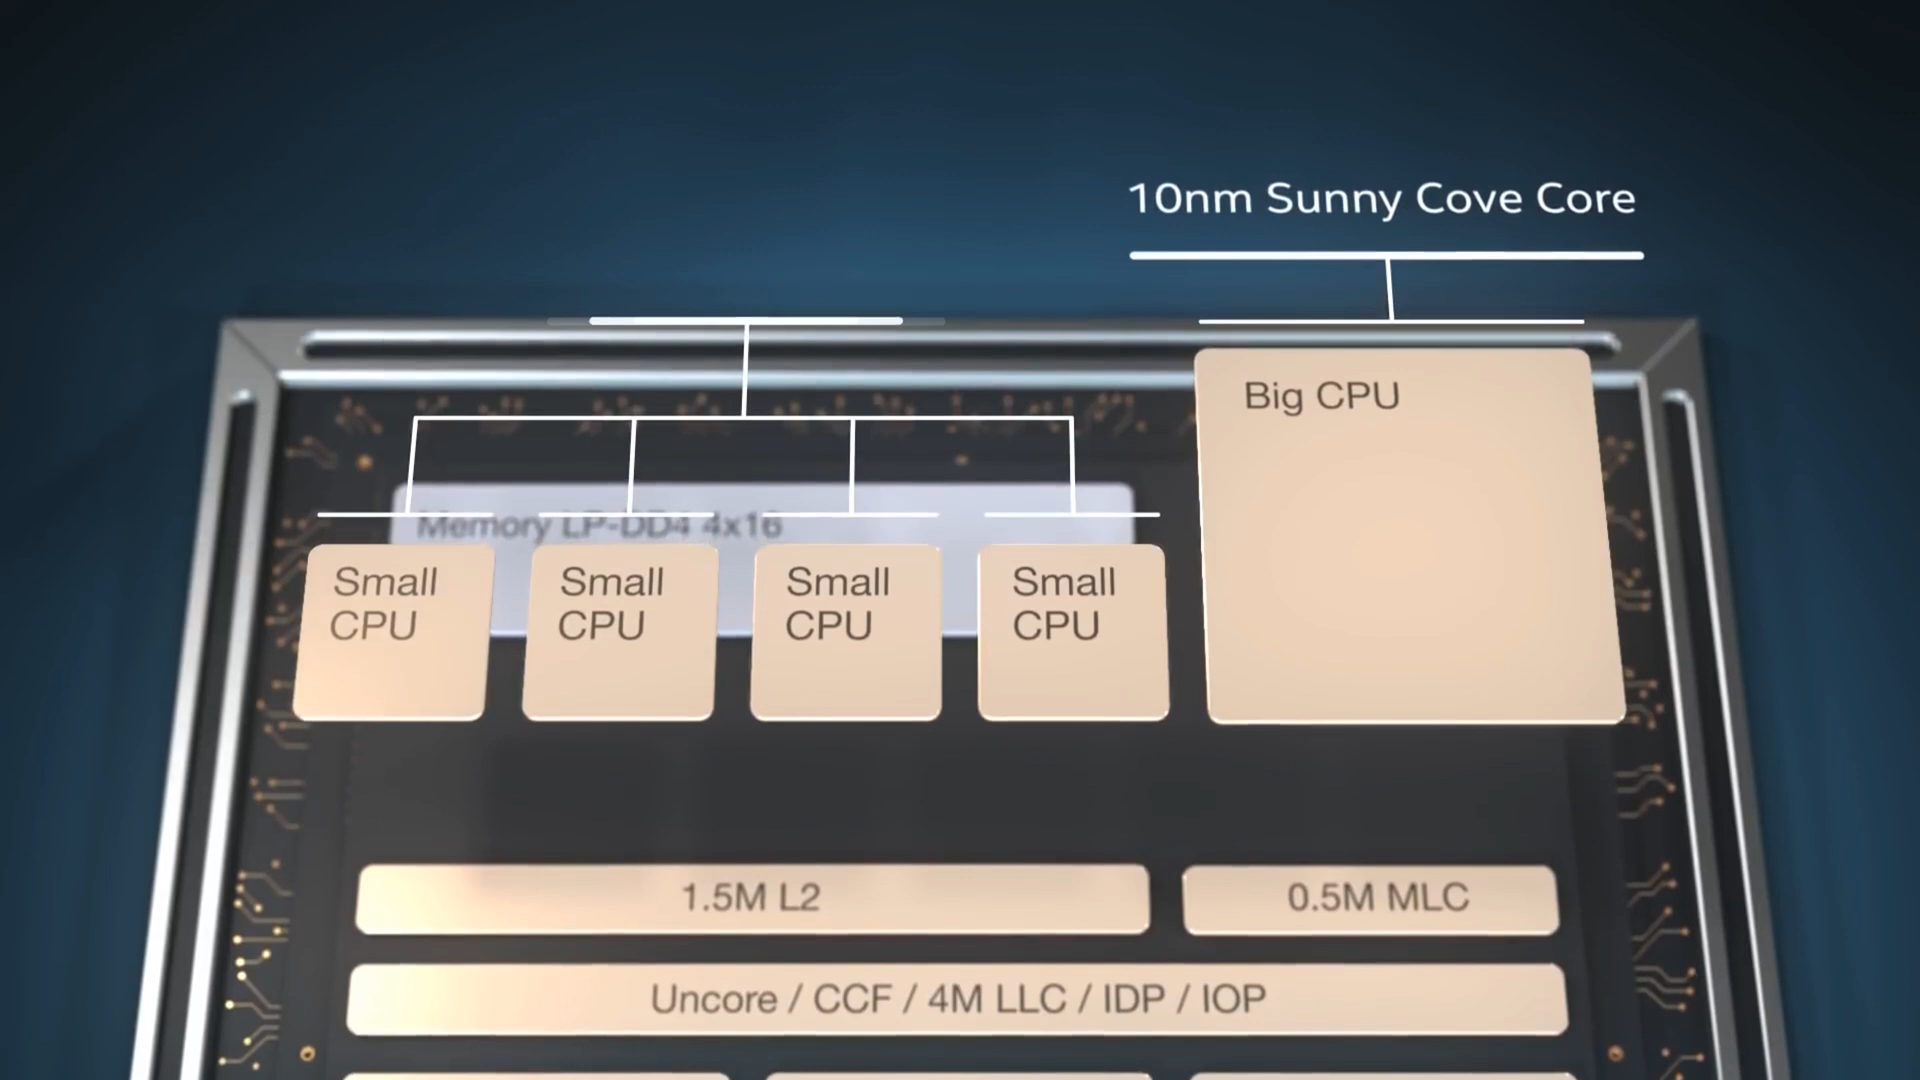 10nm Sunny Cove Core
Big CPU
Memory LP-DD4 4x16
Small
CPU
Small
CPU
Small
CPU
Small
CPU
1.5M L2
0.5M MLC
Uncore / CCF / 4M LLC / IDP / IOP